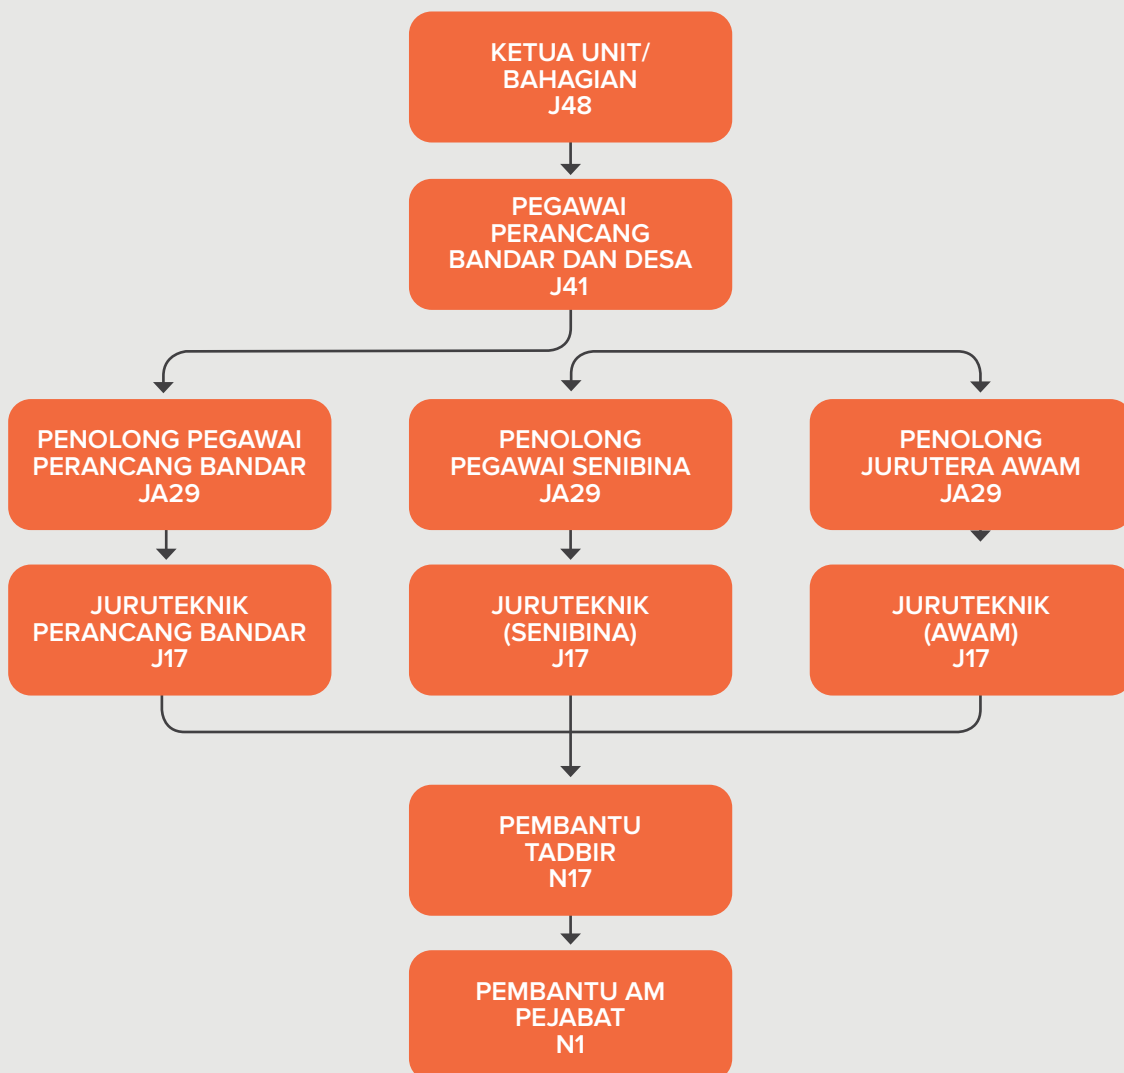 KETUA UNIT/
BAHAGIAN
J48
PEGAWAI
PERANCANG
BANDAR DAN DESA
J41
PENOLONG PEGAWAI
PERANCANG BANDAR
JA29
PENOLONG
PEGAWAI SENIBINA
JA29
PENOLONG
JURUTERA AWAM
JA29
JURUTEKNIK
PERANCANG BANDAR
J17
JURUTEKNIK
(SENIBINA)
J17
JURUTEKNIK
(AWAM)
J17
PEMBANTU
TADBIR
N17
PEMBANTU AM
PEJABAT
N1